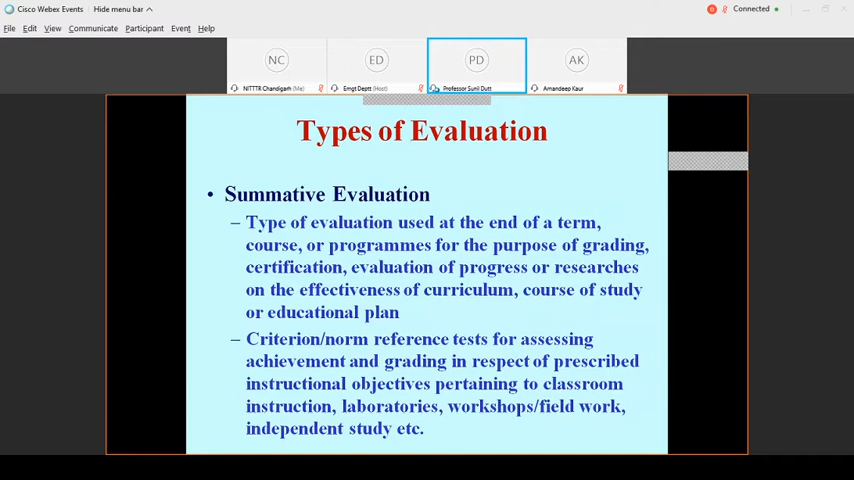 Cisco Webex Events
Hide menu bar
Connected
File Edit View Communicate Participant Event Help
NC
ED
PD
AK
NITTTR Chandigarh (Me)
Emgt Deptt (Host)
Professor Sunil Dutt
Amandeep Kaur
Types of Evaluation
• Summative Evaluation
– Type of evaluation used at the end of a term,
course, or programmes for the purpose of grading,
certification, evaluation of progress or researches
on the effectiveness of curriculum, course of study
or educational plan
– Criterion/norm reference tests for assessing
achievement and grading in respect of prescribed
instructional objectives pertaining to classroom
instruction, laboratories, workshops/field work,
independent study etc.